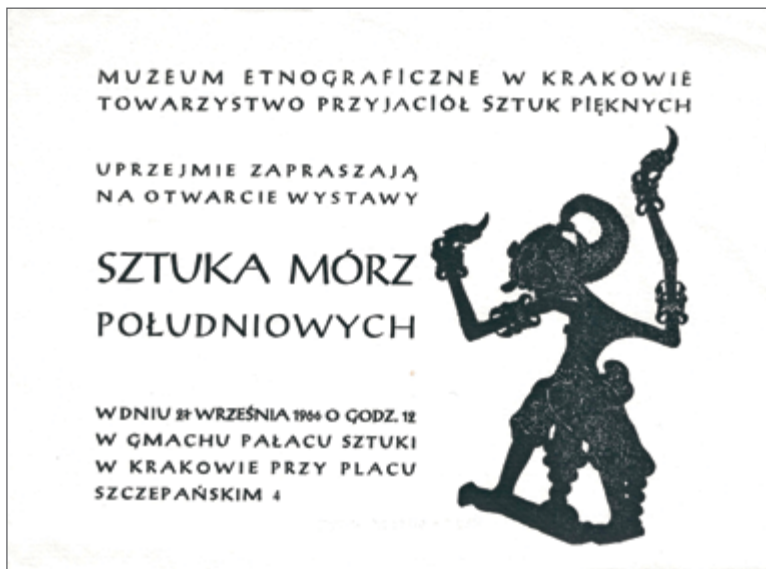 MUZEUM ETNOGRAFICZNE W KRAKOWIE
TOWARZYSTWO PRZYJACIÓŁ SZTUK PIĘKNYCH
UPRZEJMIE ZAPRASZAJĄ
NA OTWARCIE WYSTAWY
SZTUKA MÓRZ
POŁUDNIOWYCH
W DNIU WRZEŚNIA 1966 O GODZ. 12
W GMACHU PAŁACU SZTUKI
W KRAKOWIE PRZY PLACU
SZCZEPAŃSKIM 4